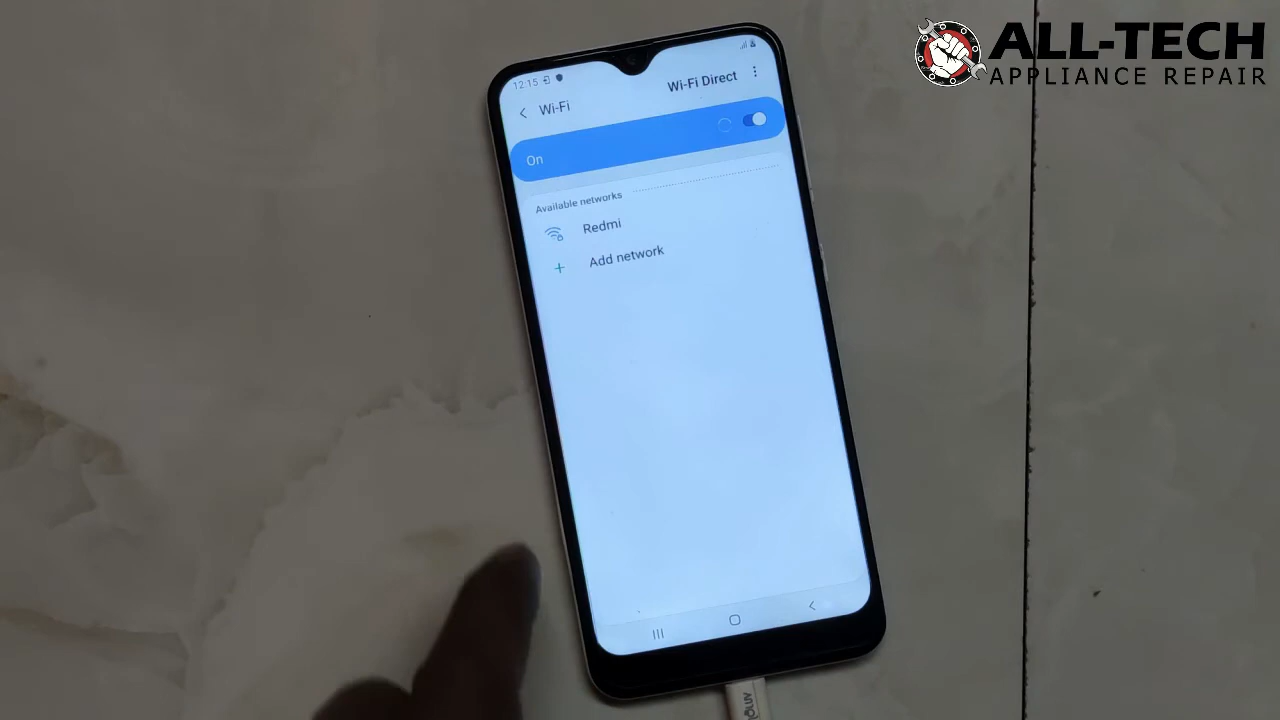 ALL-TECH
APPLIANCE REPAIR
12:15
Wi-Fi
Wi-Fi Direct
On
Available networks
Redmi
Add network